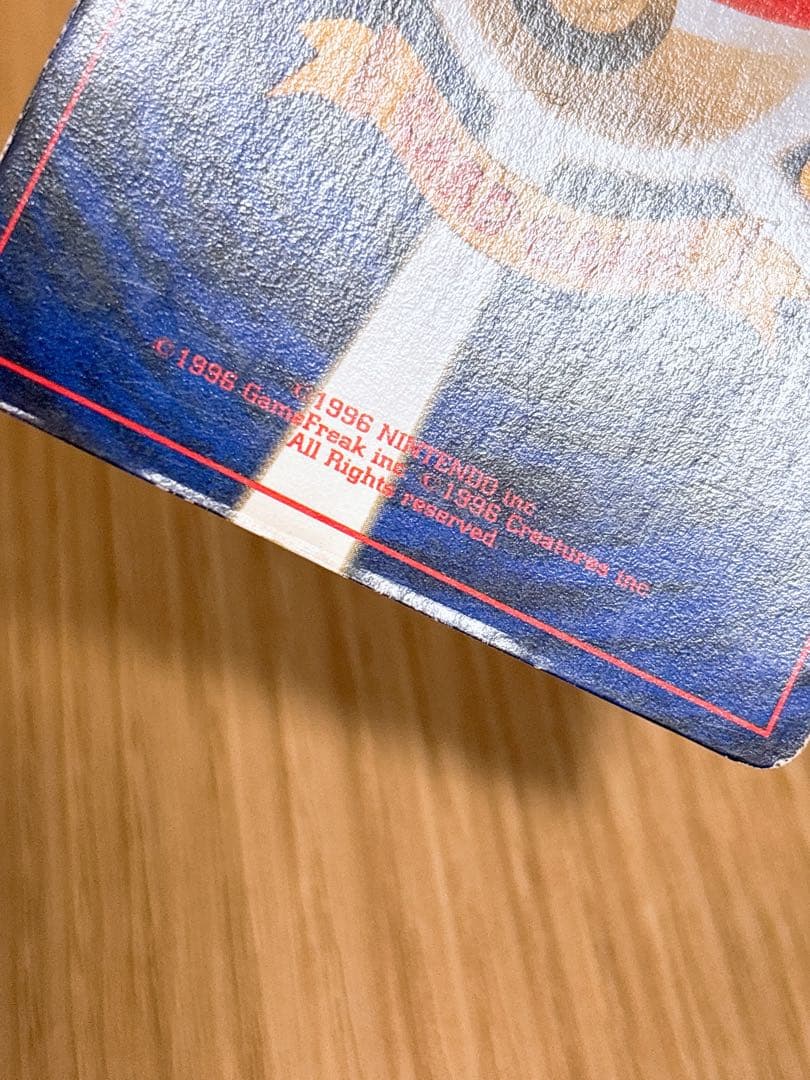 ©1996 NINTENDO inc
©1996 GameFreak inc ©1996 Creatures inc
All Rights reserved